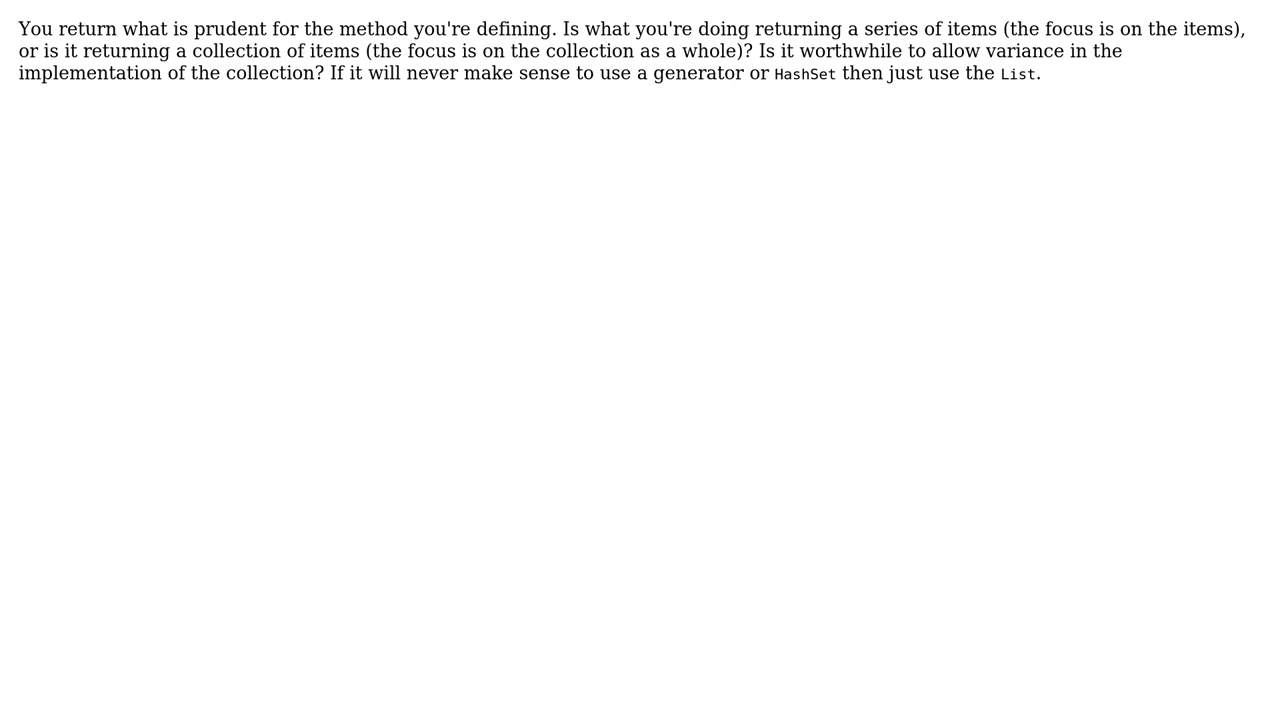 You return what is prudent for the method you're defining. Is what you're doing returning a series of items (the focus is on the items),
or is it returning a collection of items (the focus is on the collection as a whole)? Is it worthwhile to allow variance in the
implementation of the collection? If it will never make sense to use a generator or HashSet then just use the List.